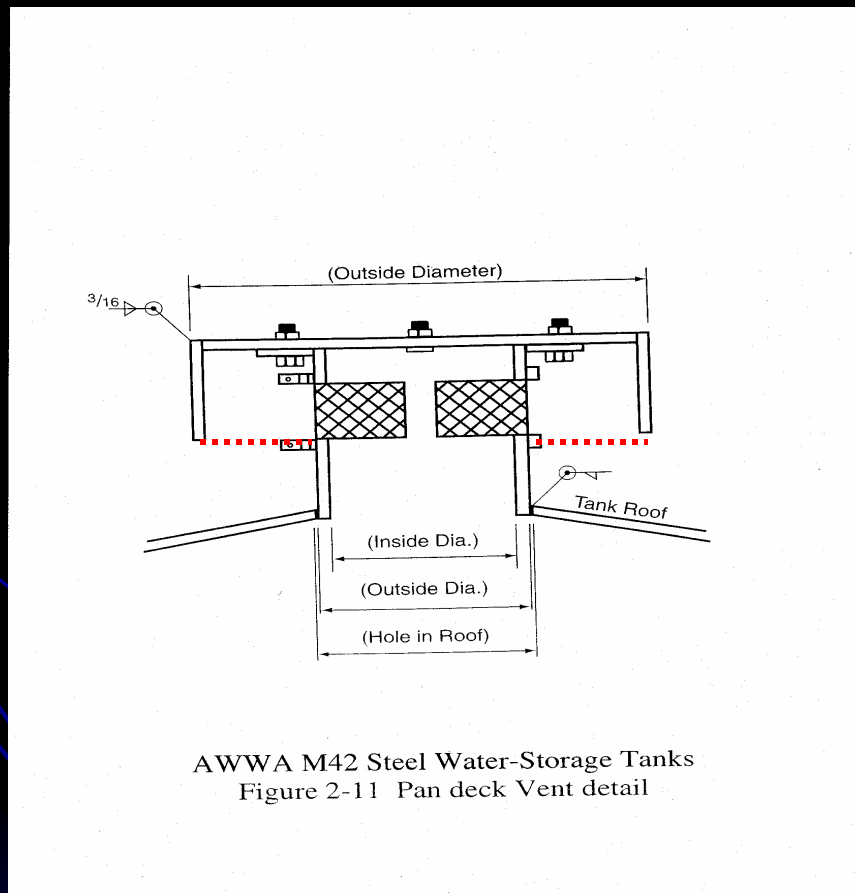 (Outside Diameter)
3/16
Tank Roof
(Inside Dia.)
(Outside Dia.)
(Hole in Roof)
AWWA M42 Steel Water-Storage Tanks
Figure 2-11 Pan deck Vent detail